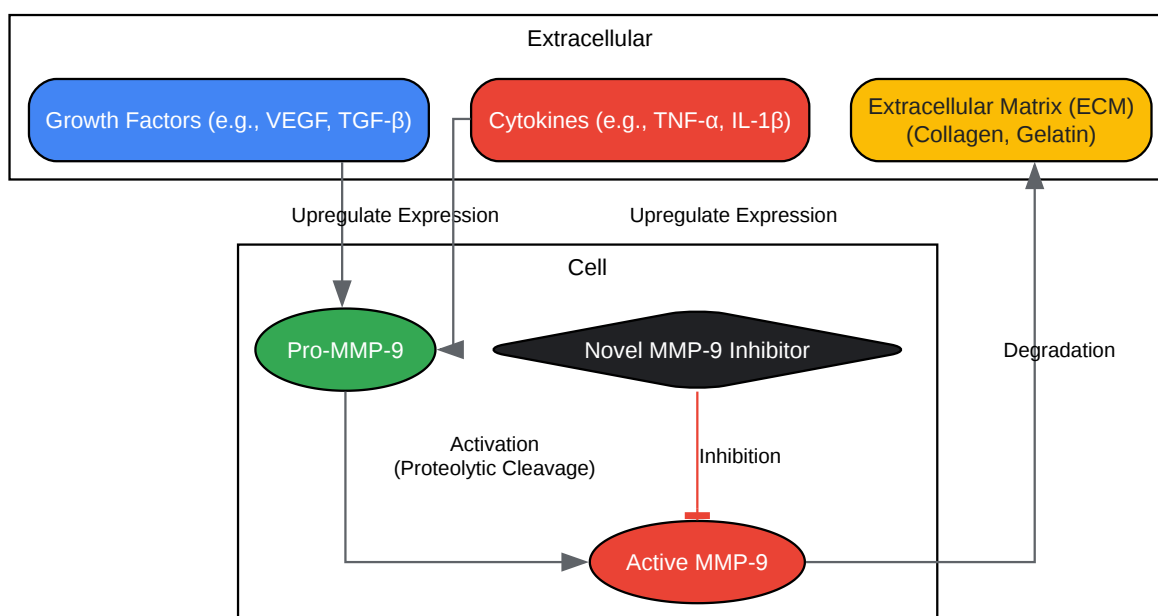 Extracellular
Growth Factors (e.g., VEGF, TGF-β)
Cytokines (e.g., TNF-α, IL-1β)
Extracellular Matrix (ECM)
(Collagen, Gelatin)
Upregulate Expression
Upregulate Expression
Cell
Pro-MMP-9
Novel MMP-9 Inhibitor
Degradation
Activation
(Proteolytic Cleavage)
Inhibition
Active MMP-9